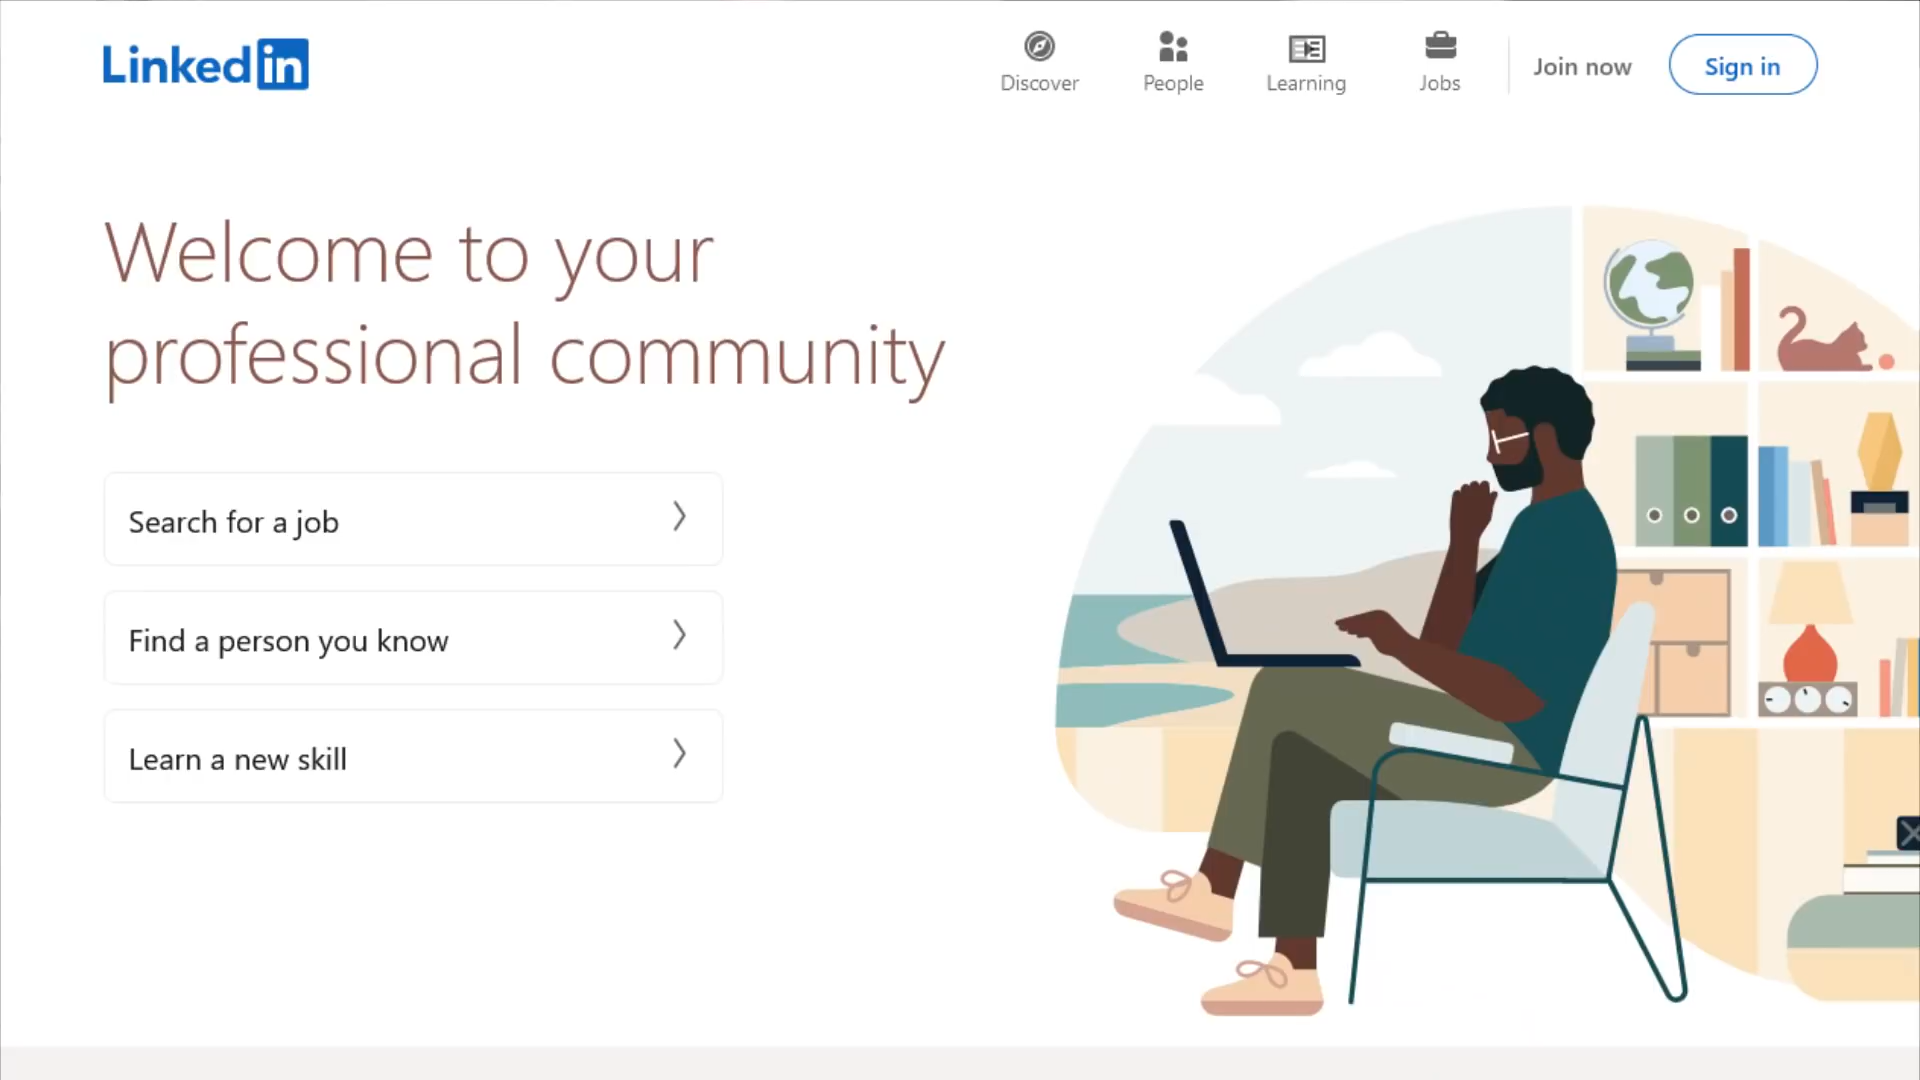 Linkedin
Discover
People
Learning
Jobs
Join now
Sign in
Welcome to your
professional community
Search for a job
Find a person you know
Learn a new skill